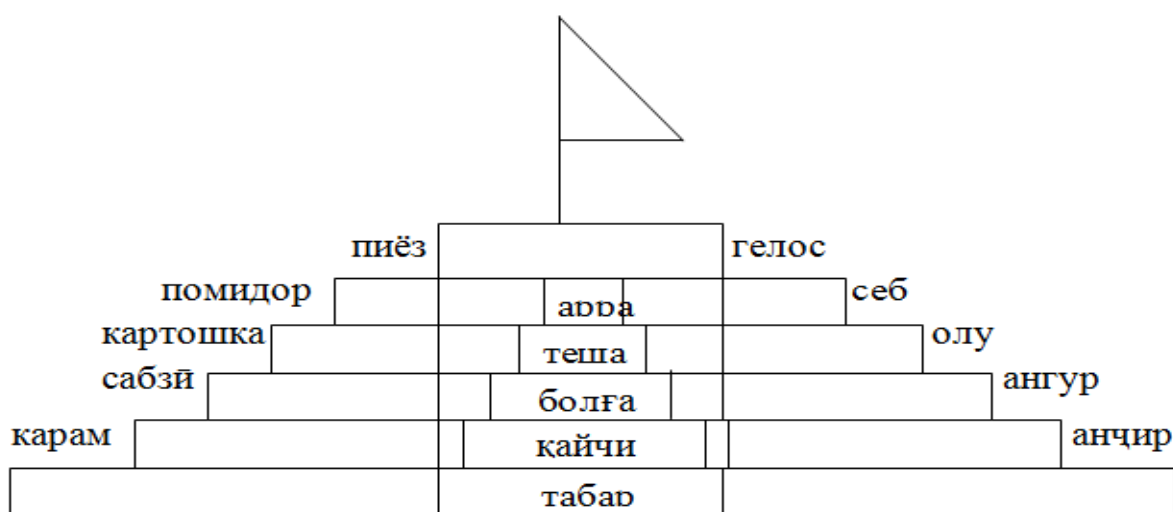 пиёз гелос
помидор арра себ
картошка теша олу
сабзӣ болға ангур
карам қайчи анҷир
табар